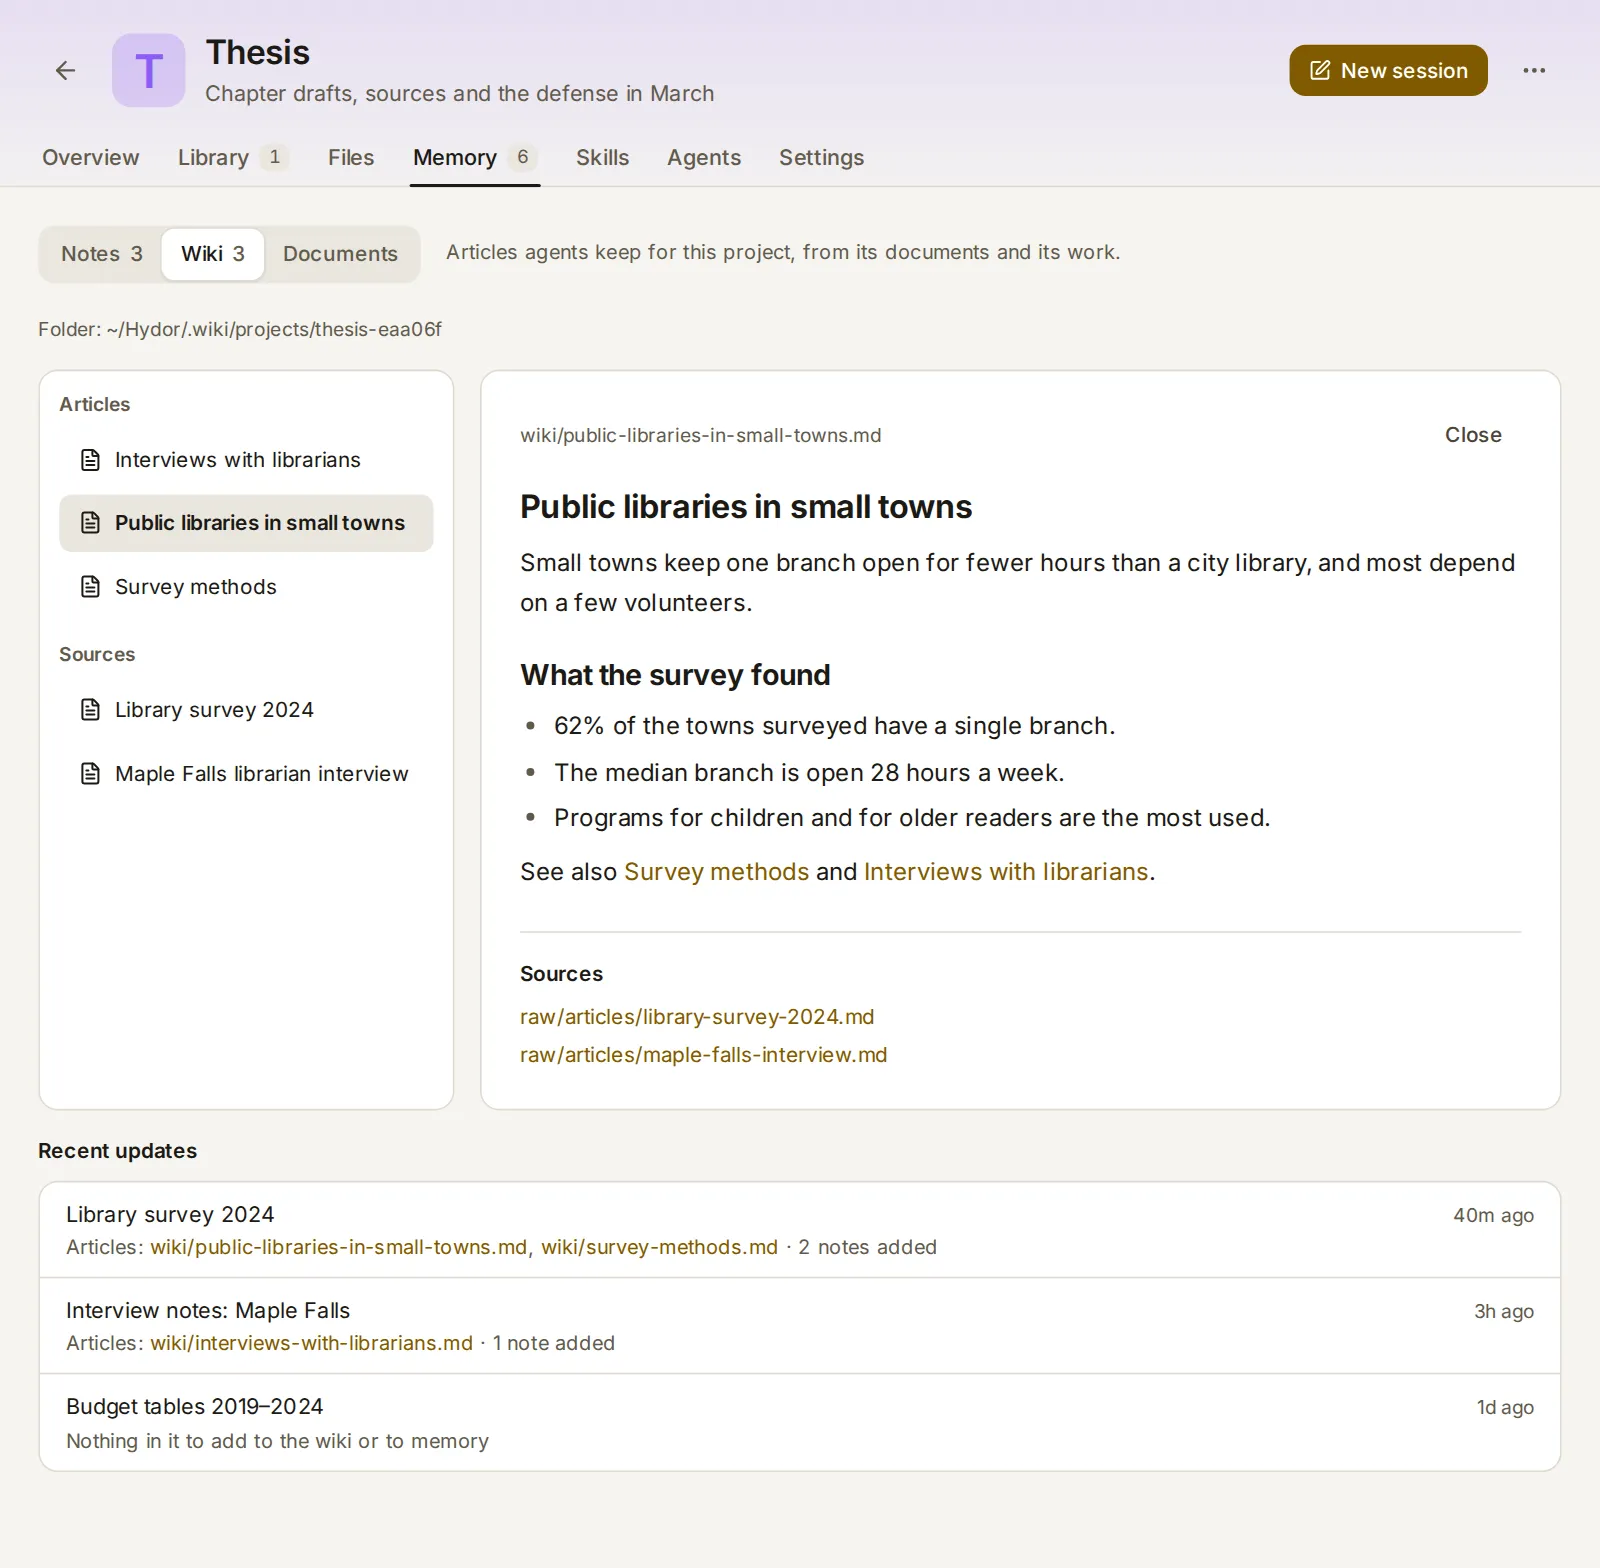 T
Thesis
Chapter drafts, sources and the defense in March
New session
Overview Library 1 Files Memory 6 Skills Agents Settings
Notes 3 Wiki 3 Documents
Articles agents keep for this project, from its documents and its work.
Folder: ~/Hydor/.wiki/projects/thesis-eaa06f
Articles
Interviews with librarians
Public libraries in small towns
Survey methods
Sources
Library survey 2024
Maple Falls librarian interview
wiki/public-libraries-in-small-towns.md
Close
Public libraries in small towns
Small towns keep one branch open for fewer hours than a city library, and most depend
on a few volunteers.
What the survey found
• 62% of the towns surveyed have a single branch.
• The median branch is open 28 hours a week.
• Programs for children and for older readers are the most used.
See also Survey methods and Interviews with librarians.
Sources
raw/articles/library-survey-2024.md
raw/articles/maple-falls-interview.md
Recent updates
Library survey 2024
40m ago
Articles: wiki/public-libraries-in-small-towns.md, wiki/survey-methods.md · 2 notes added
Interview notes: Maple Falls
3h ago
Articles: wiki/interviews-with-librarians.md · 1 note added
Budget tables 2019–2024
1d ago
Nothing in it to add to the wiki or to memory